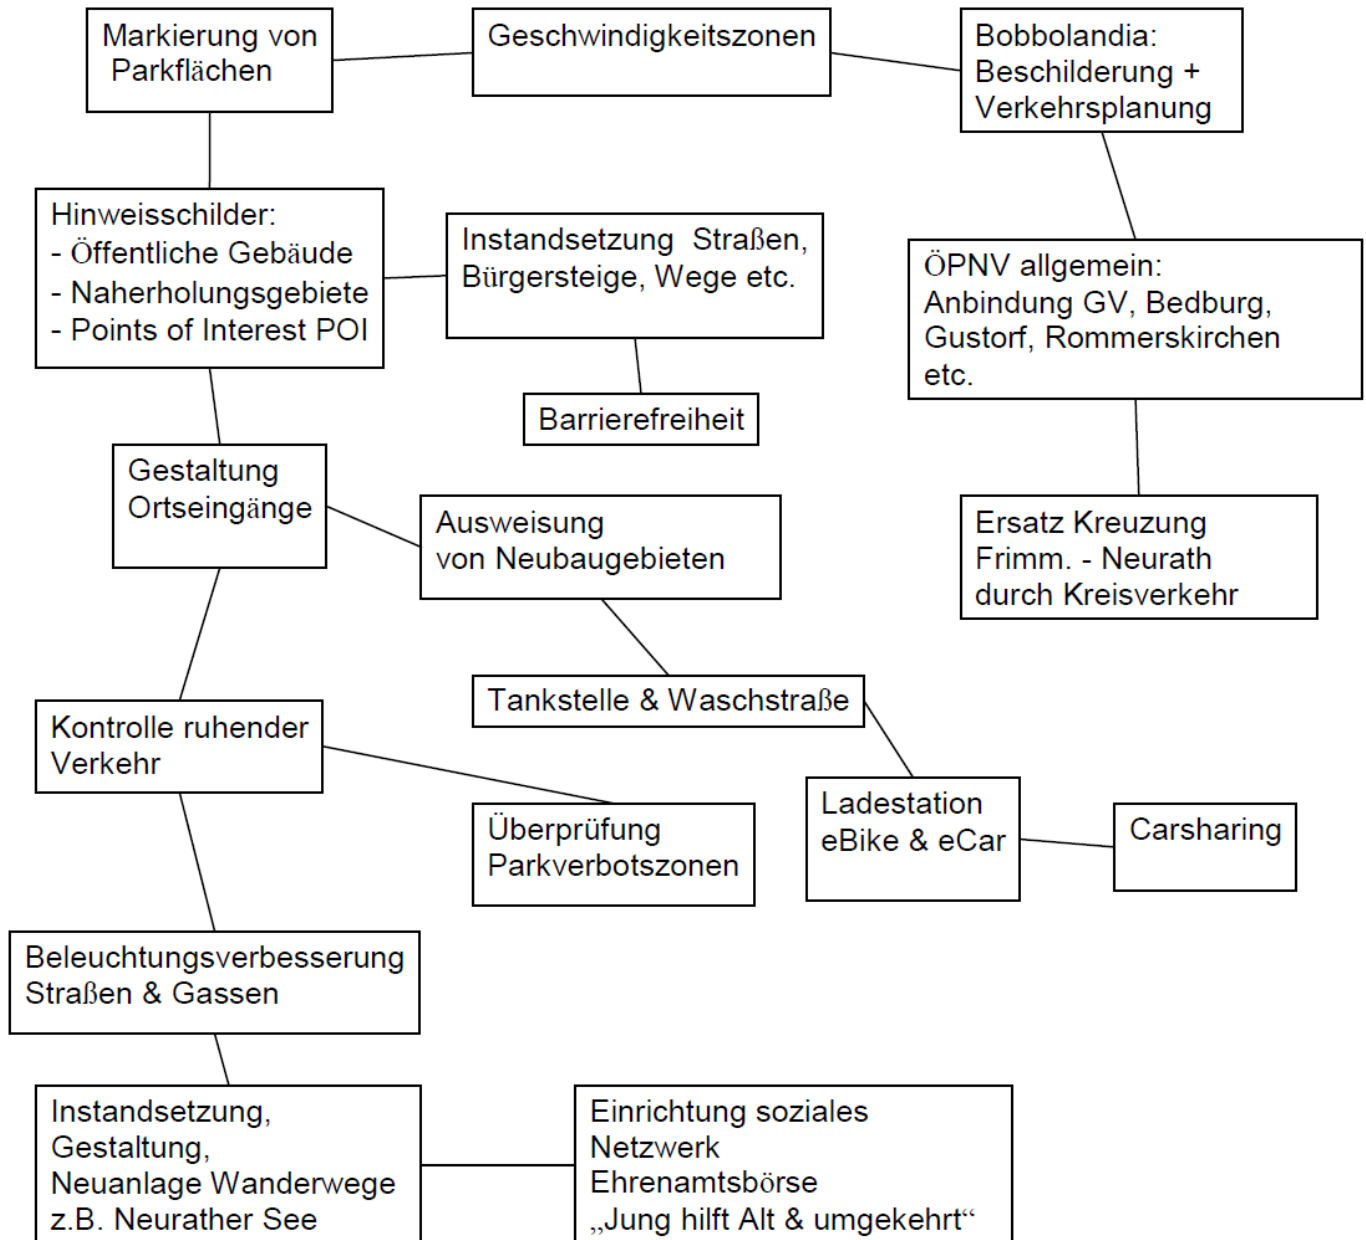 Markierung von
Parkflächen
Geschwindigkeitszonen
Bobbolandia:
Beschilderung +
Verkehrsplanung
Hinweisschilder:
- Öffentliche Gebäude
- Naherholungsgebiete
- Points of Interest POI
Instandsetzung Straßen,
Bürgersteige, Wege etc.
ÖPNV allgemein:
Anbindung GV, Bedburg,
Gustorf, Rommerskirchen
etc.
Barrierefreiheit
Gestaltung
Ortseingänge
Ausweisung
von Neubaugebieten
Ersatz Kreuzung
Frimm. - Neurath
durch Kreisverkehr
Tankstelle & Waschstraße
Kontrolle ruhender
Verkehr
Überprüfung
Parkverbotszonen
Ladestation
eBike & eCar
Carsharing
Beleuchtungsverbesserung
Straßen & Gassen
Instandsetzung,
Gestaltung,
Neuanlage Wanderwege
z.B. Neurather See
Einrichtung soziales
Netzwerk
Ehrenamtsbörse
„Jung hilft Alt & umgekehrt“